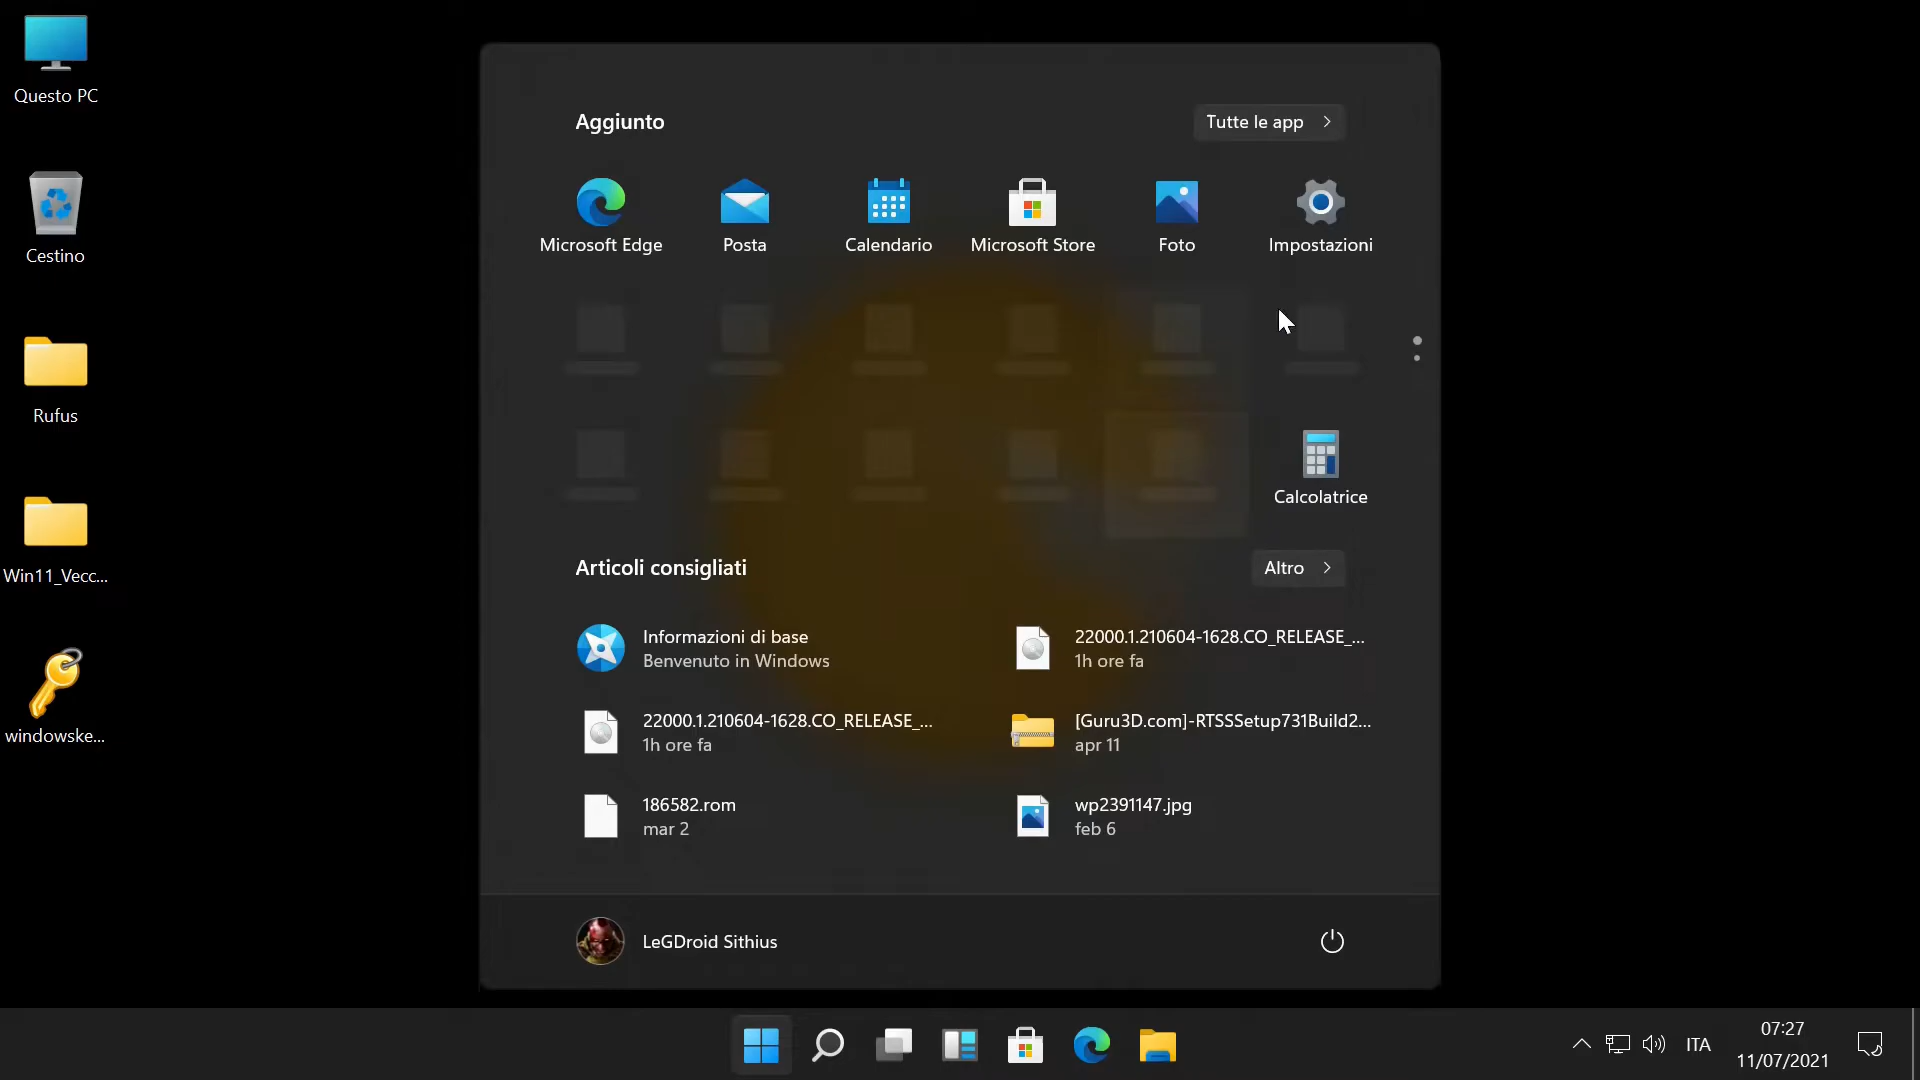 Questo PC
Cestino
Rufus
Win11_Vecc...
windowske...
Aggiunto
Tutte le app
Microsoft Edge
Posta
Calendario
Microsoft Store
Foto
Impostazioni
Calcolatrice
Articoli consigliati
Altro
Informazioni di base
Benvenuto in Windows
22000.1.210604-1628.CO_RELEASE_...
1h ore fa
22000.1.210604-1628.CO_RELEASE_...
1h ore fa
[Guru3D.com]-RTSSSetup731Build2...
apr 11
186582.rom
mar 2
wp2391147.jpg
feb 6
LeGDroid Sithius
ITA
07:27
11/07/2021